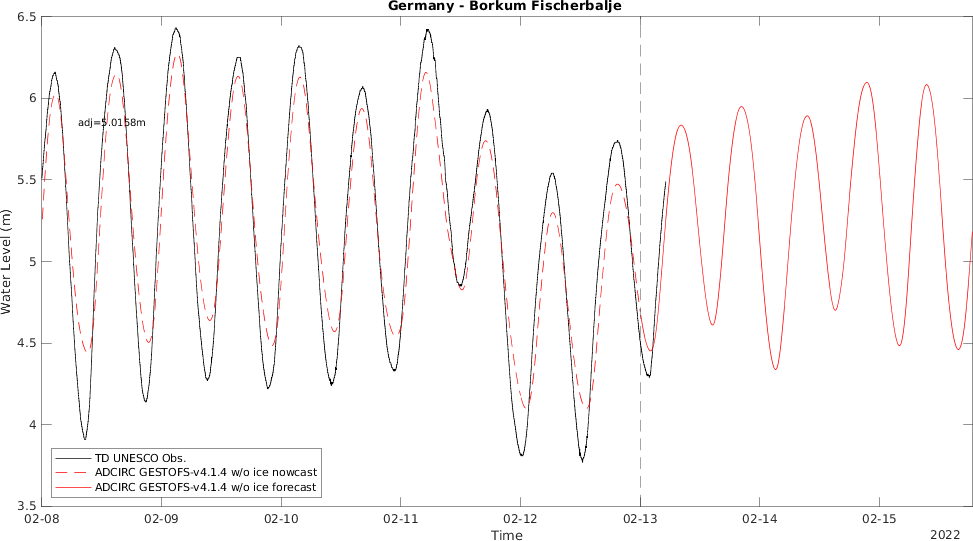 Germany - Borkum Fischerbalje
6.5
6
5.5
5
4.5
4
3.5
Water Level (m)
adj=5.0158m
TD UNESCO Obs.
ADCIRC GESTOFS-v4.1.4 w/o ice nowcast
ADCIRC GESTOFS-v4.1.4 w/o ice forecast
02-08 02-09 02-10 02-11 02-12 02-13 02-14 02-15
Time
2022